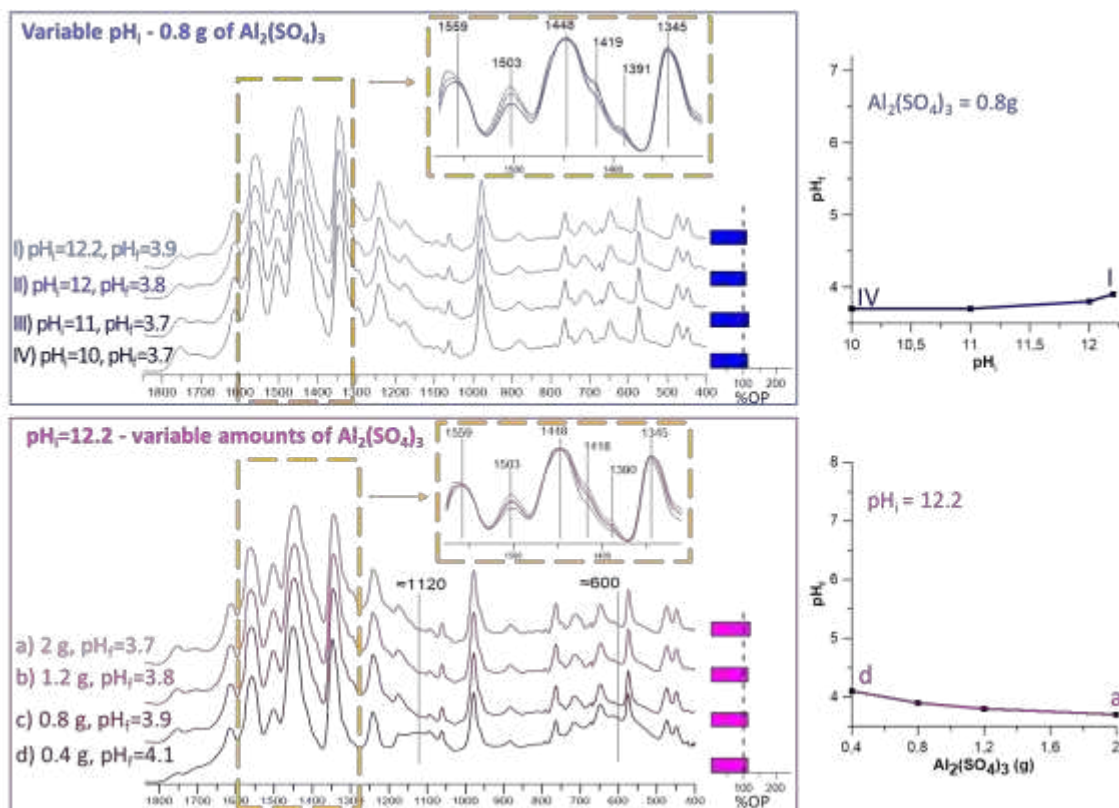 Variable pHᵢ - 0.8 g of Al₂(SO₄)₃
1559
1448
1345
1503
1419
1391
1500
1400
I) pHᵢ=12.2, pHf=3.9
II) pHᵢ=12, pHf=3.8
III) pHᵢ=11, pHf=3.7
IV) pHᵢ=10, pHf=3.7
1800 1700 1600 1500 1400 1300 1200 1100 1000 900 800 700 600 500 400
100 200
%OP
7
6
5
4
pHf
Al₂(SO₄)₃ = 0.8g
IV
I
10 10,5 11 11,5 12
pHᵢ
pHᵢ=12.2 - variable amounts of Al₂(SO₄)₃
1559
1448
1418
1345
1503
1390
1500
1400
≈1120
≈600
a) 2 g, pHf=3.7
b) 1.2 g, pHf=3.8
c) 0.8 g, pHf=3.9
d) 0.4 g, pHf=4.1
1800 1700 1600 1500 1400 1300 1200 1100 1000 900 800 700 600 500 400
100 200
%OP
8
7
6
5
4
pHf
pHᵢ = 12.2
d
a
0,4 0,8 1,2 1,6 2
Al₂(SO₄)₃ (g)